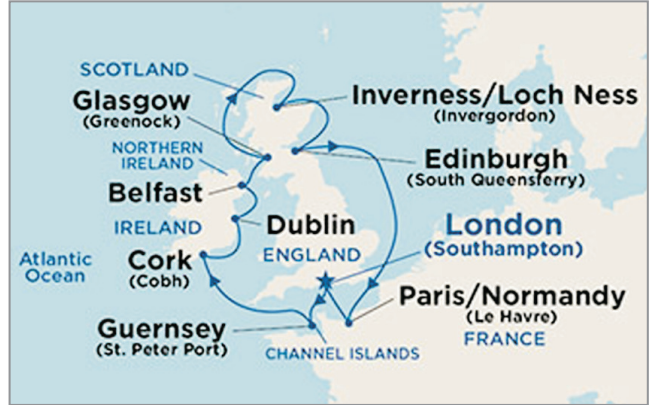 SCOTLAND
Glasgow
(Greenock)
Inverness/Loch Ness
(Invergordon)
NORTHERN
IRELAND
Edinburgh
(South Queensferry)
Belfast
IRELAND
Dublin
London
(Southampton)
ENGLAND
Atlantic
Ocean
Cork
(Cobh)
Paris/Normandy
(Le Havre)
FRANCE
Guernsey
(St. Peter Port)
CHANNEL ISLANDS